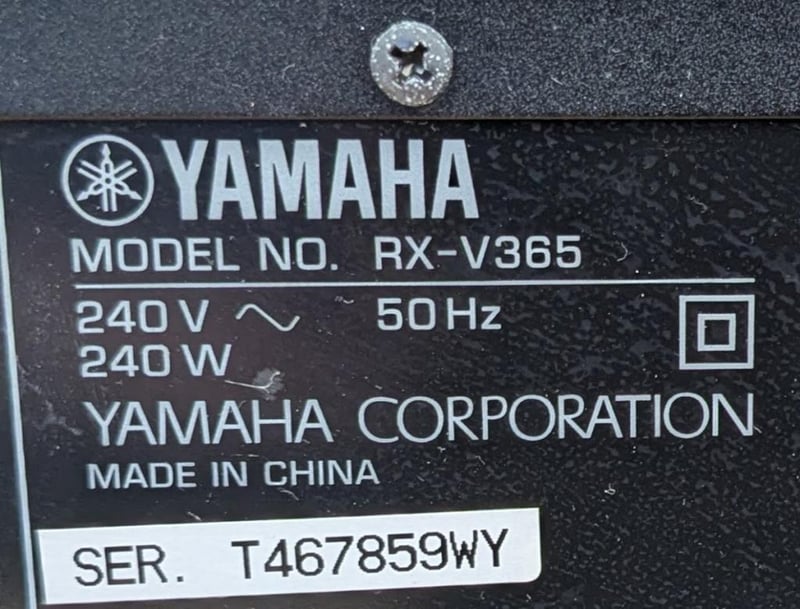 YAMAHA
MODEL NO. RX-V365
240 V ~ 50 Hz
240 W
YAMAHA CORPORATION
MADE IN CHINA
SER. T467859WY